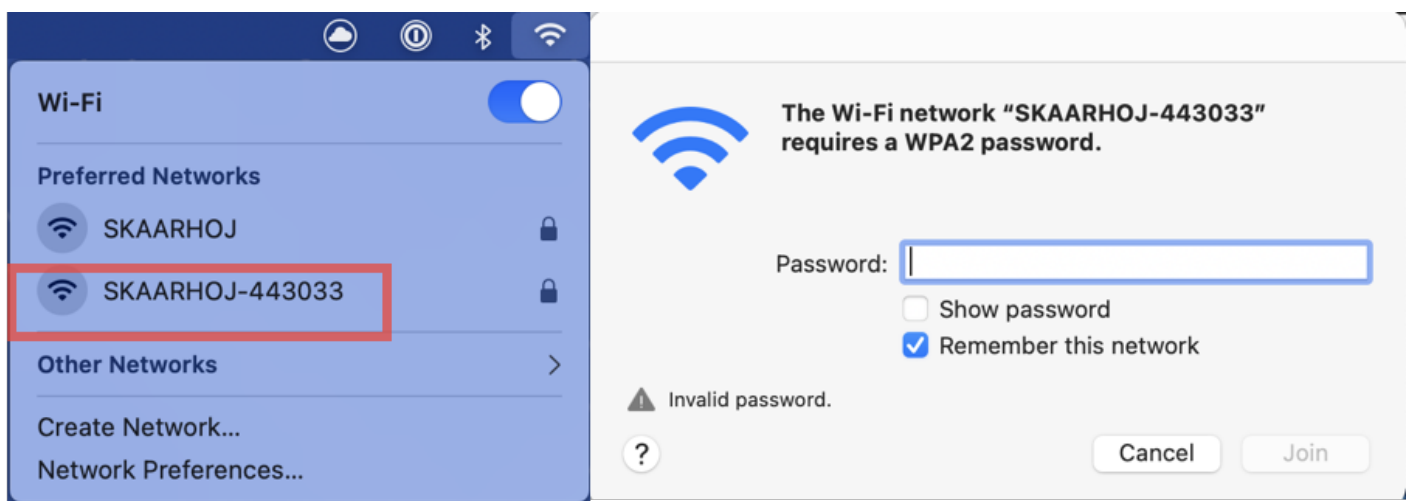 Wi-Fi
Preferred Networks
SKAARHOJ
SKAARHOJ-443033
Other Networks
Create Network...
Network Preferences...
The Wi-Fi network “SKAARHOJ-443033”
requires a WPA2 password.
Password:
Show password
Remember this network
Invalid password.
?
Cancel
Join